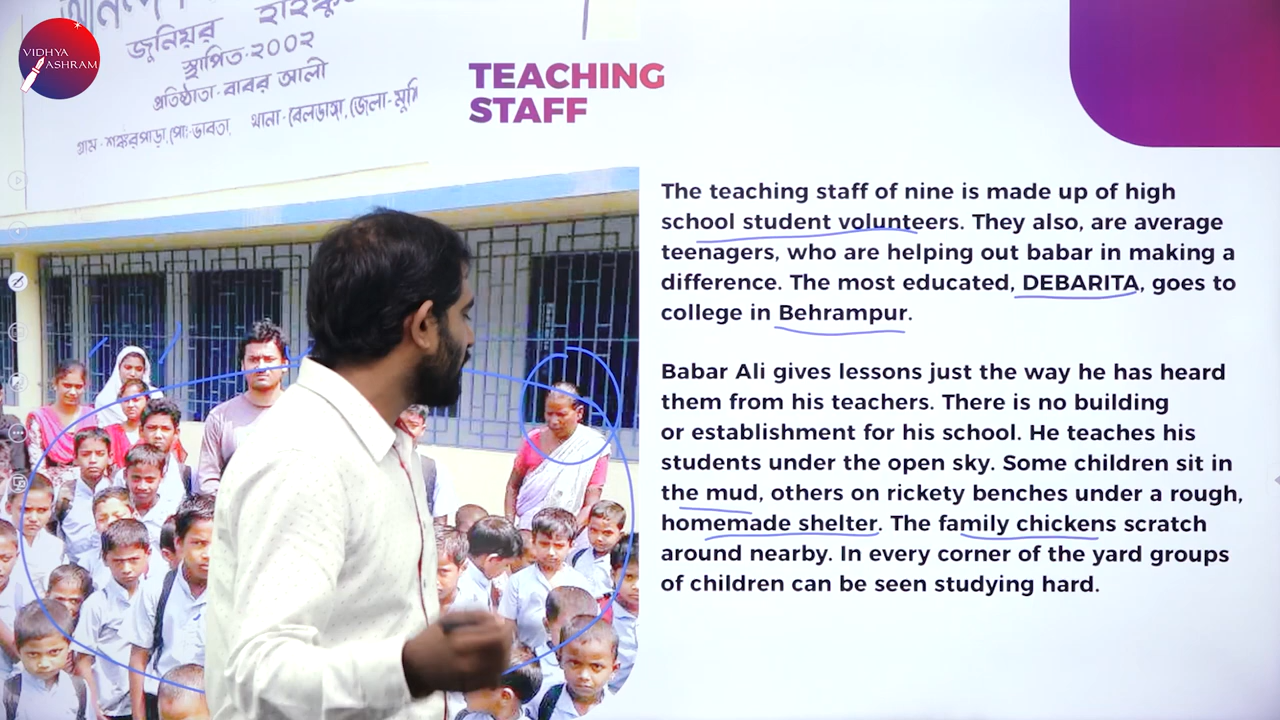 জুনিয়র হাইস্কু
স্থাপিত-২০০২
প্রতিষ্ঠাতা-বাবর আলী
গ্রাম-শঙ্করপাড়া, পোঃ-ভাবতা, থানা-বেলডাঙ্গা, জেলা-মুর্শি
VIDHYA
ASHRAM
TEACHING
STAFF
The teaching staff of nine is made up of high
school student volunteers. They also, are average
teenagers, who are helping out babar in making a
difference. The most educated, DEBARITA, goes to
college in Behrampur.
Babar Ali gives lessons just the way he has heard
them from his teachers. There is no building
or establishment for his school. He teaches his
students under the open sky. Some children sit in
the mud, others on rickety benches under a rough,
homemade shelter. The family chickens scratch
around nearby. In every corner of the yard groups
of children can be seen studying hard.